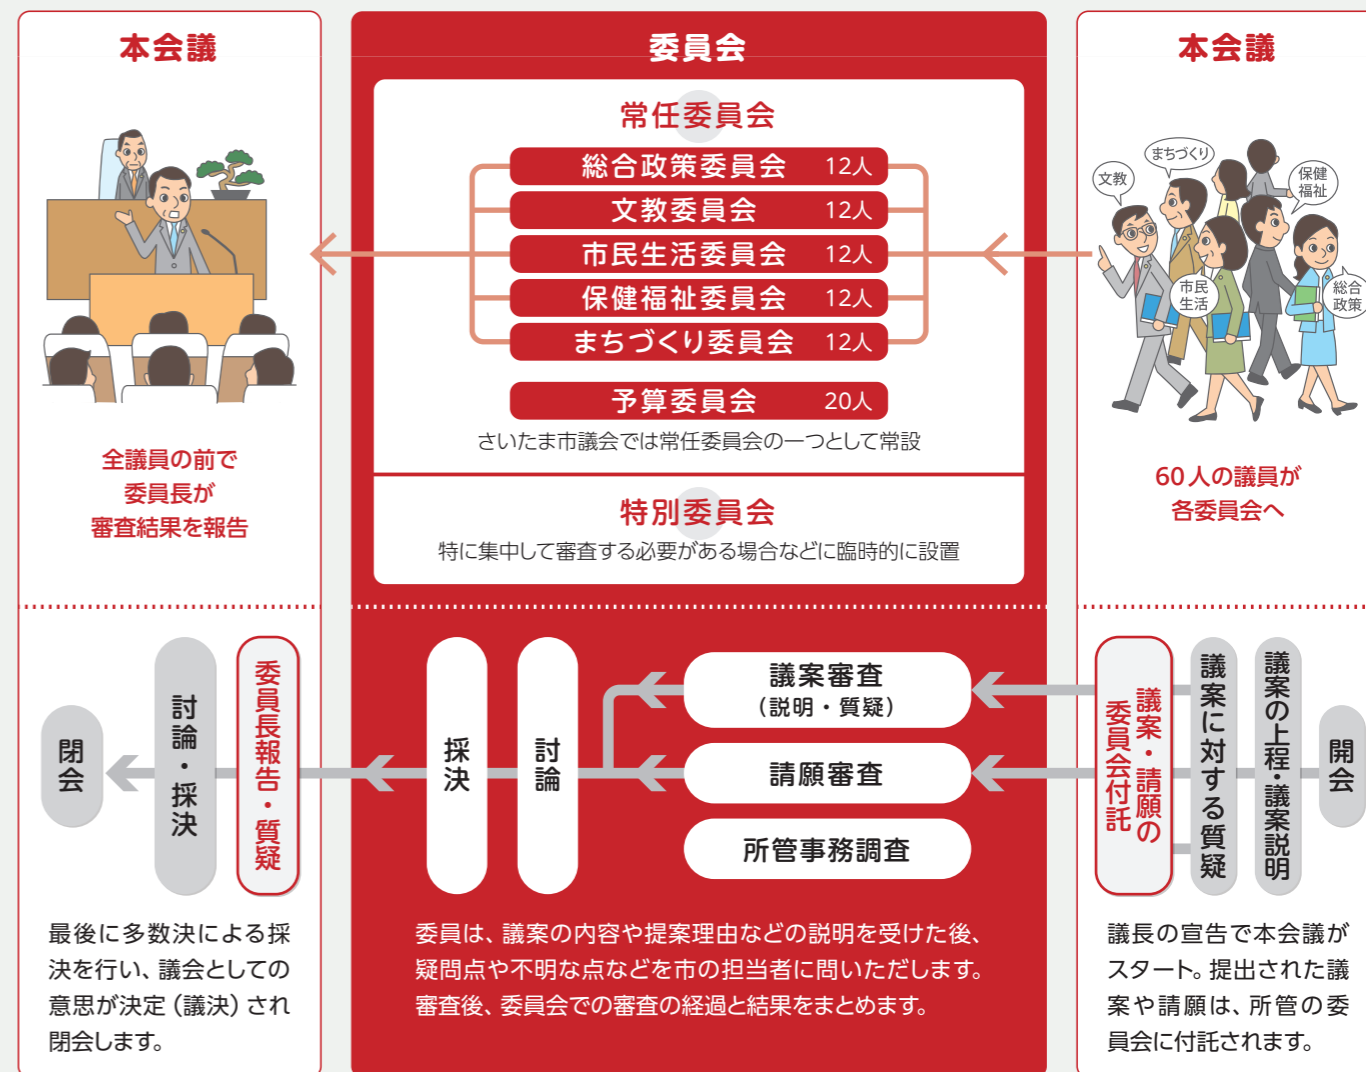 本会議
文教
まちづくり
保健
福祉
市民
生活
総合
政策
60人の議員が
各委員会へ
開会
議案の上程・議案説明
議案に対する質疑
議案・請願の
委員会付託
議長の宣告で本会議が
スタート。提出された議
案や請願は、所管の委
員会に付託されます。
委員会
常任委員会
総合政策委員会 12人
文教委員会 12人
市民生活委員会 12人
保健福祉委員会 12人
まちづくり委員会 12人
予算委員会 20人
さいたま市議会では常任委員会の一つとして常設
特別委員会
特に集中して審査する必要がある場合などに臨時的に設置
議案審査
（説明・質疑）
請願審査
所管事務調査
討論
採決
委員は、議案の内容や提案理由などの説明を受けた後、
疑問点や不明な点などを市の担当者に問いただします。
審査後、委員会での審査の経過と結果をまとめます。
本会議
全議員の前で
委員長が
審査結果を報告
委員長報告・質疑
討論・採決
閉会
最後に多数決による採
決を行い、議会としての
意思が決定（議決）され
閉会します。